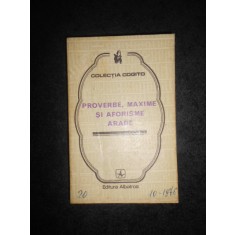 COLECȚIA COGITO
PROVERBE, MAXIME
ȘI AFORISME
ARABE
Editura Albatros